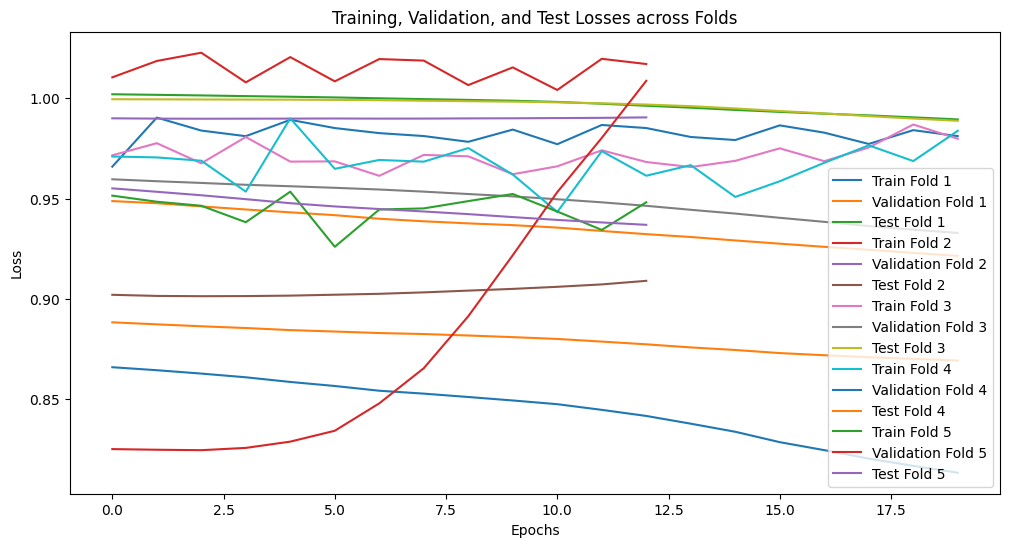 Training, Validation, and Test Losses across Folds
Loss
1.00
0.95
0.90
0.85
0.0
2.5
5.0
7.5
10.0
12.5
15.0
17.5
Epochs
Train Fold 1
Validation Fold 1
Test Fold 1
Train Fold 2
Validation Fold 2
Test Fold 2
Train Fold 3
Validation Fold 3
Test Fold 3
Train Fold 4
Validation Fold 4
Test Fold 4
Train Fold 5
Validation Fold 5
Test Fold 5